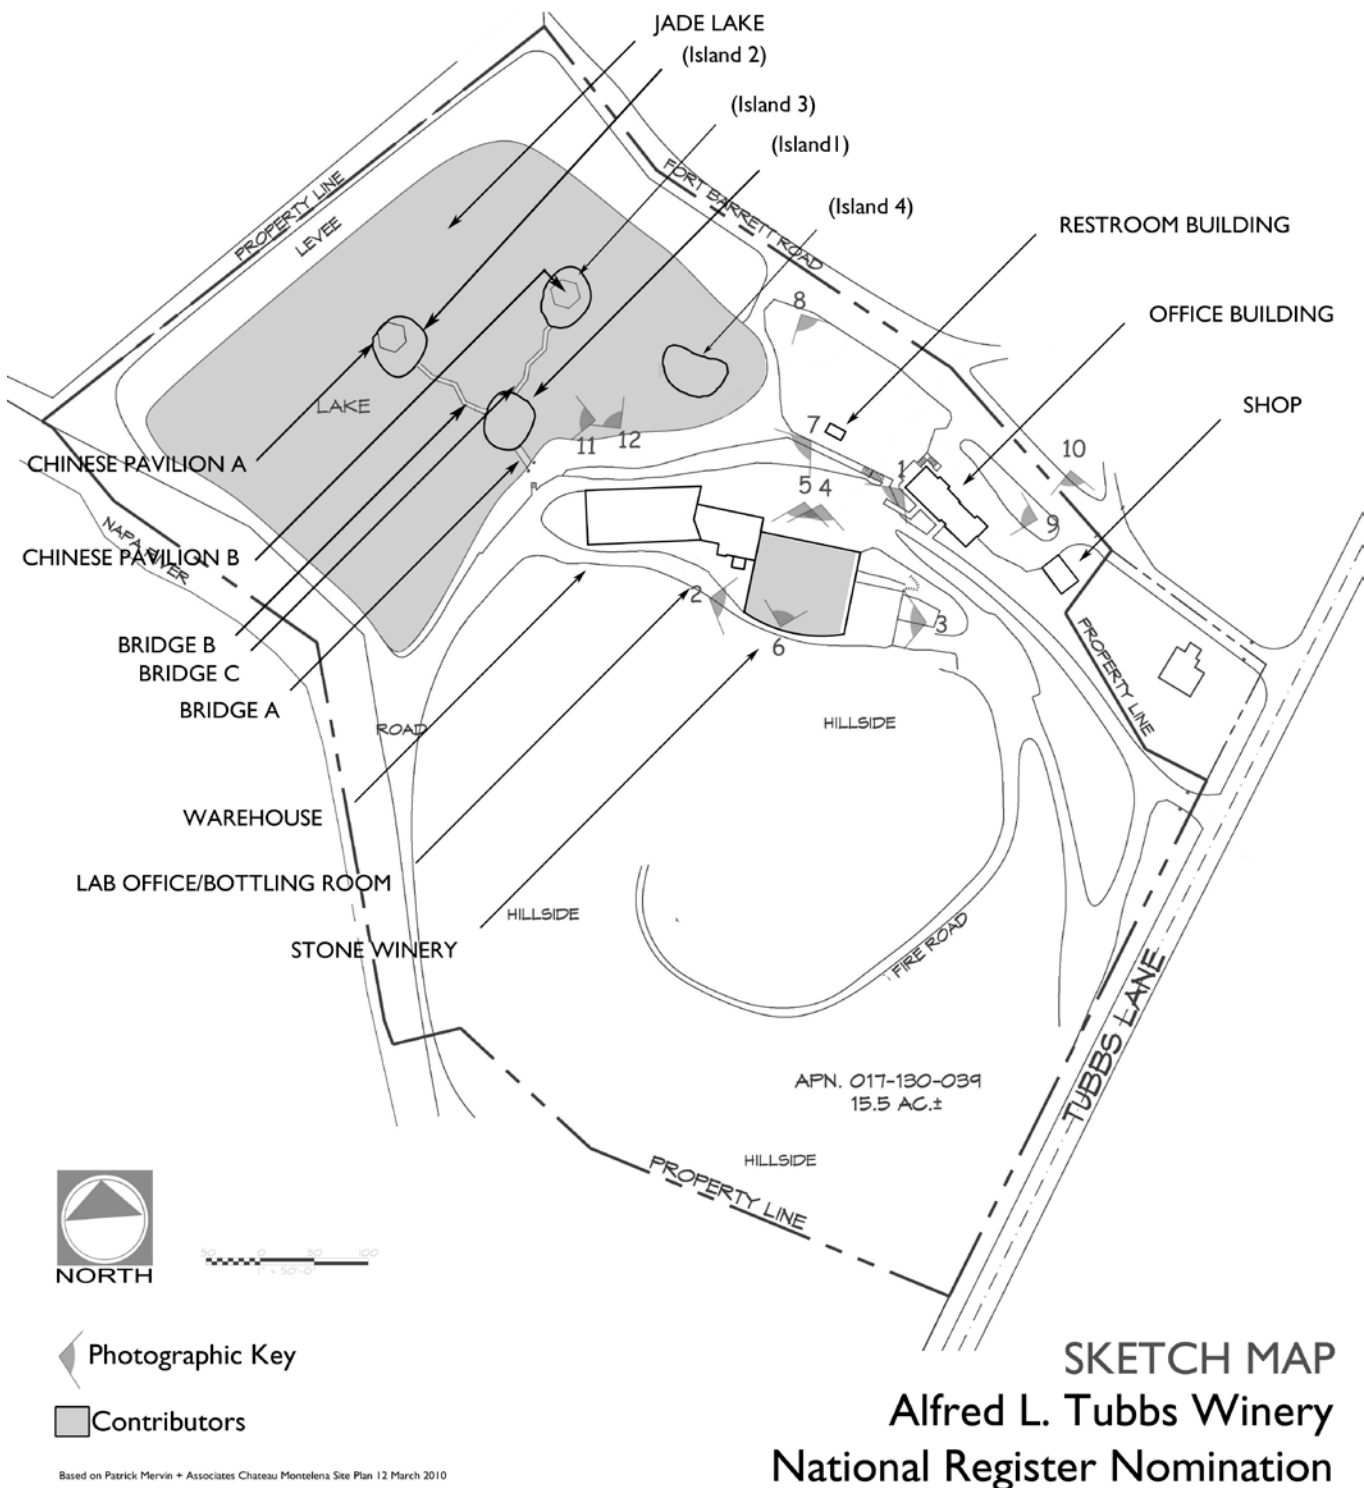 JADE LAKE
(Island 2)
(Island 3)
(Island1)
(Island 4)
FORT BARRETT ROAD
RESTROOM BUILDING
OFFICE BUILDING
SHOP
PROPERTY LINE
LEVEE
LAKE
8
7
11
12
10
1
5 4
9
CHINESE PAVILION A
NAPA RIVER
CHINESE PAVILION B
2
3
6
BRIDGE B
BRIDGE C
BRIDGE A
PROPERTY LINE
ROAD
HILLSIDE
WAREHOUSE
LAB OFFICE/BOTTLING ROOM
HILLSIDE
STONE WINERY
FIRE ROAD
TUBBS LANE
APN. 017-130-039
15.5 AC.±
HILLSIDE
PROPERTY LINE
NORTH
50 0 50 100
1" = 50'-0"
Photographic Key
Contributors
Based on Patrick Mervin + Associates Chateau Montelena Site Plan 12 March 2010
SKETCH MAP
Alfred L. Tubbs Winery
National Register Nomination